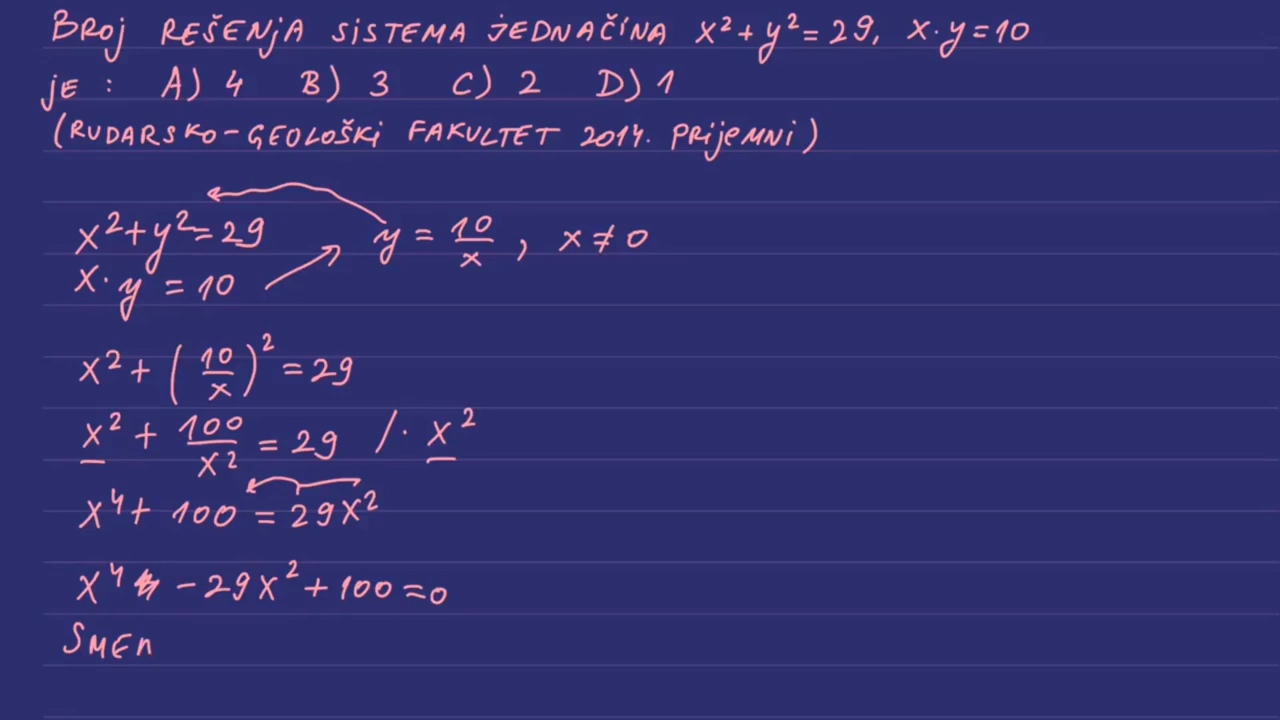 BROJ REŠENJA SISTEMA JEDNAČINA x²+y²=29, x·y=10
je : A) 4 B) 3 C) 2 D) 1
(RUDARSKO-GEOLOŠKI FAKULTET 2014. PRIJEMNI)
x²+y²=29
y = 10/x , x≠0
x·y = 10
x² + (10/x)² = 29
x² + 100/x² = 29 /· x²
x⁴ + 100 = 29x²
x⁴ - 29x² + 100 = 0
SMEN